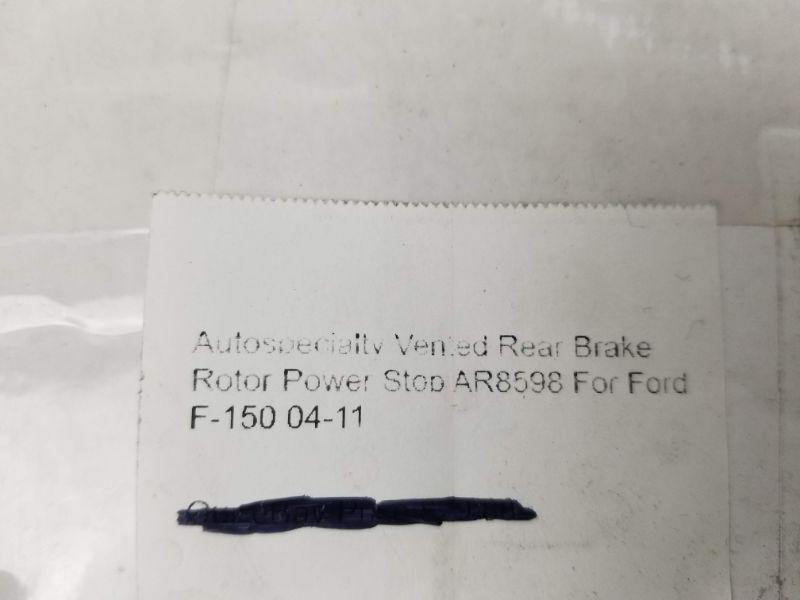 Autospecialty Vented Rear Brake
Rotor Power Stop AR8598 For Ford
F-150 04-11